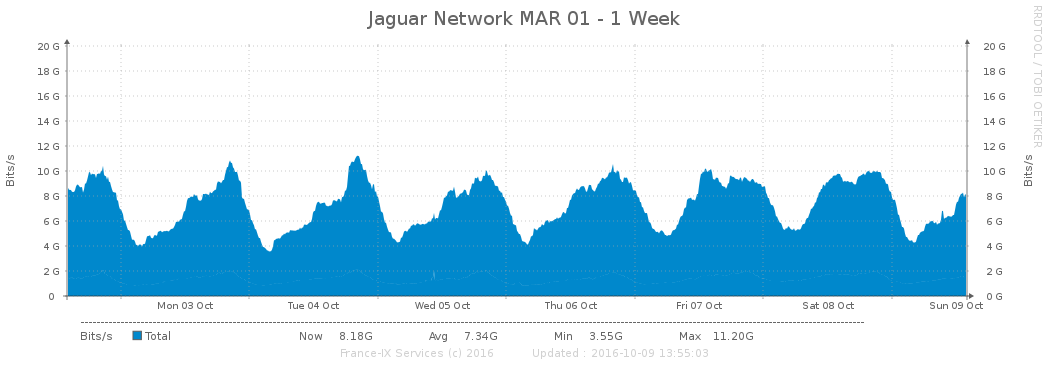 Jaguar Network MAR 01 - 1 Week
RRDTOOL / TOBI OETIKER
Bits/s
20 G 20 G
18 G 18 G
16 G 16 G
14 G 14 G
12 G 12 G
10 G 10 G
8 G 8 G
6 G 6 G
4 G 4 G
2 G 2 G
0 0 G
Bits/s
Mon 03 Oct Tue 04 Oct Wed 05 Oct Thu 06 Oct Fri 07 Oct Sat 08 Oct Sun 09 Oct
Bits/s Total Now 8.18G Avg 7.34G Min 3.55G Max 11.20G
France-IX Services (c) 2016 Updated : 2016-10-09 13:55:03